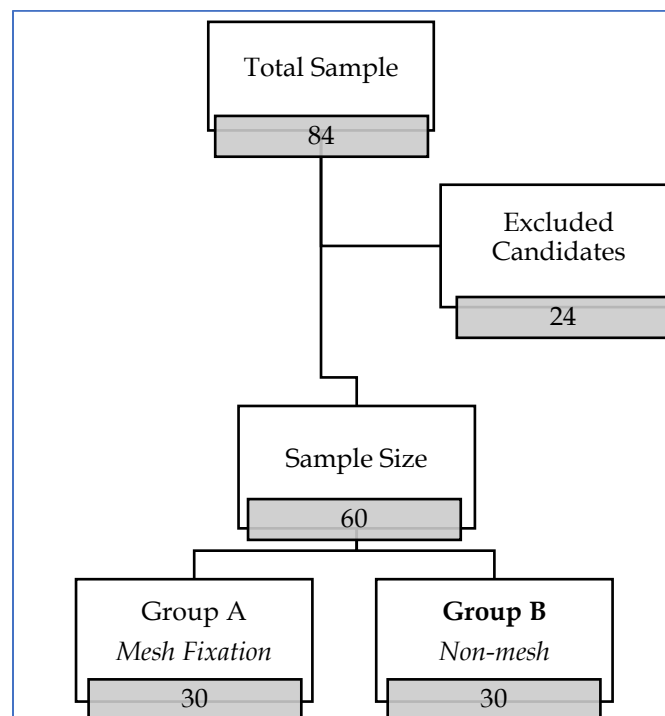 Total Sample
84
Excluded
Candidates
24
Sample Size
60
Group A
Mesh Fixation
30
Group B
Non-mesh
30